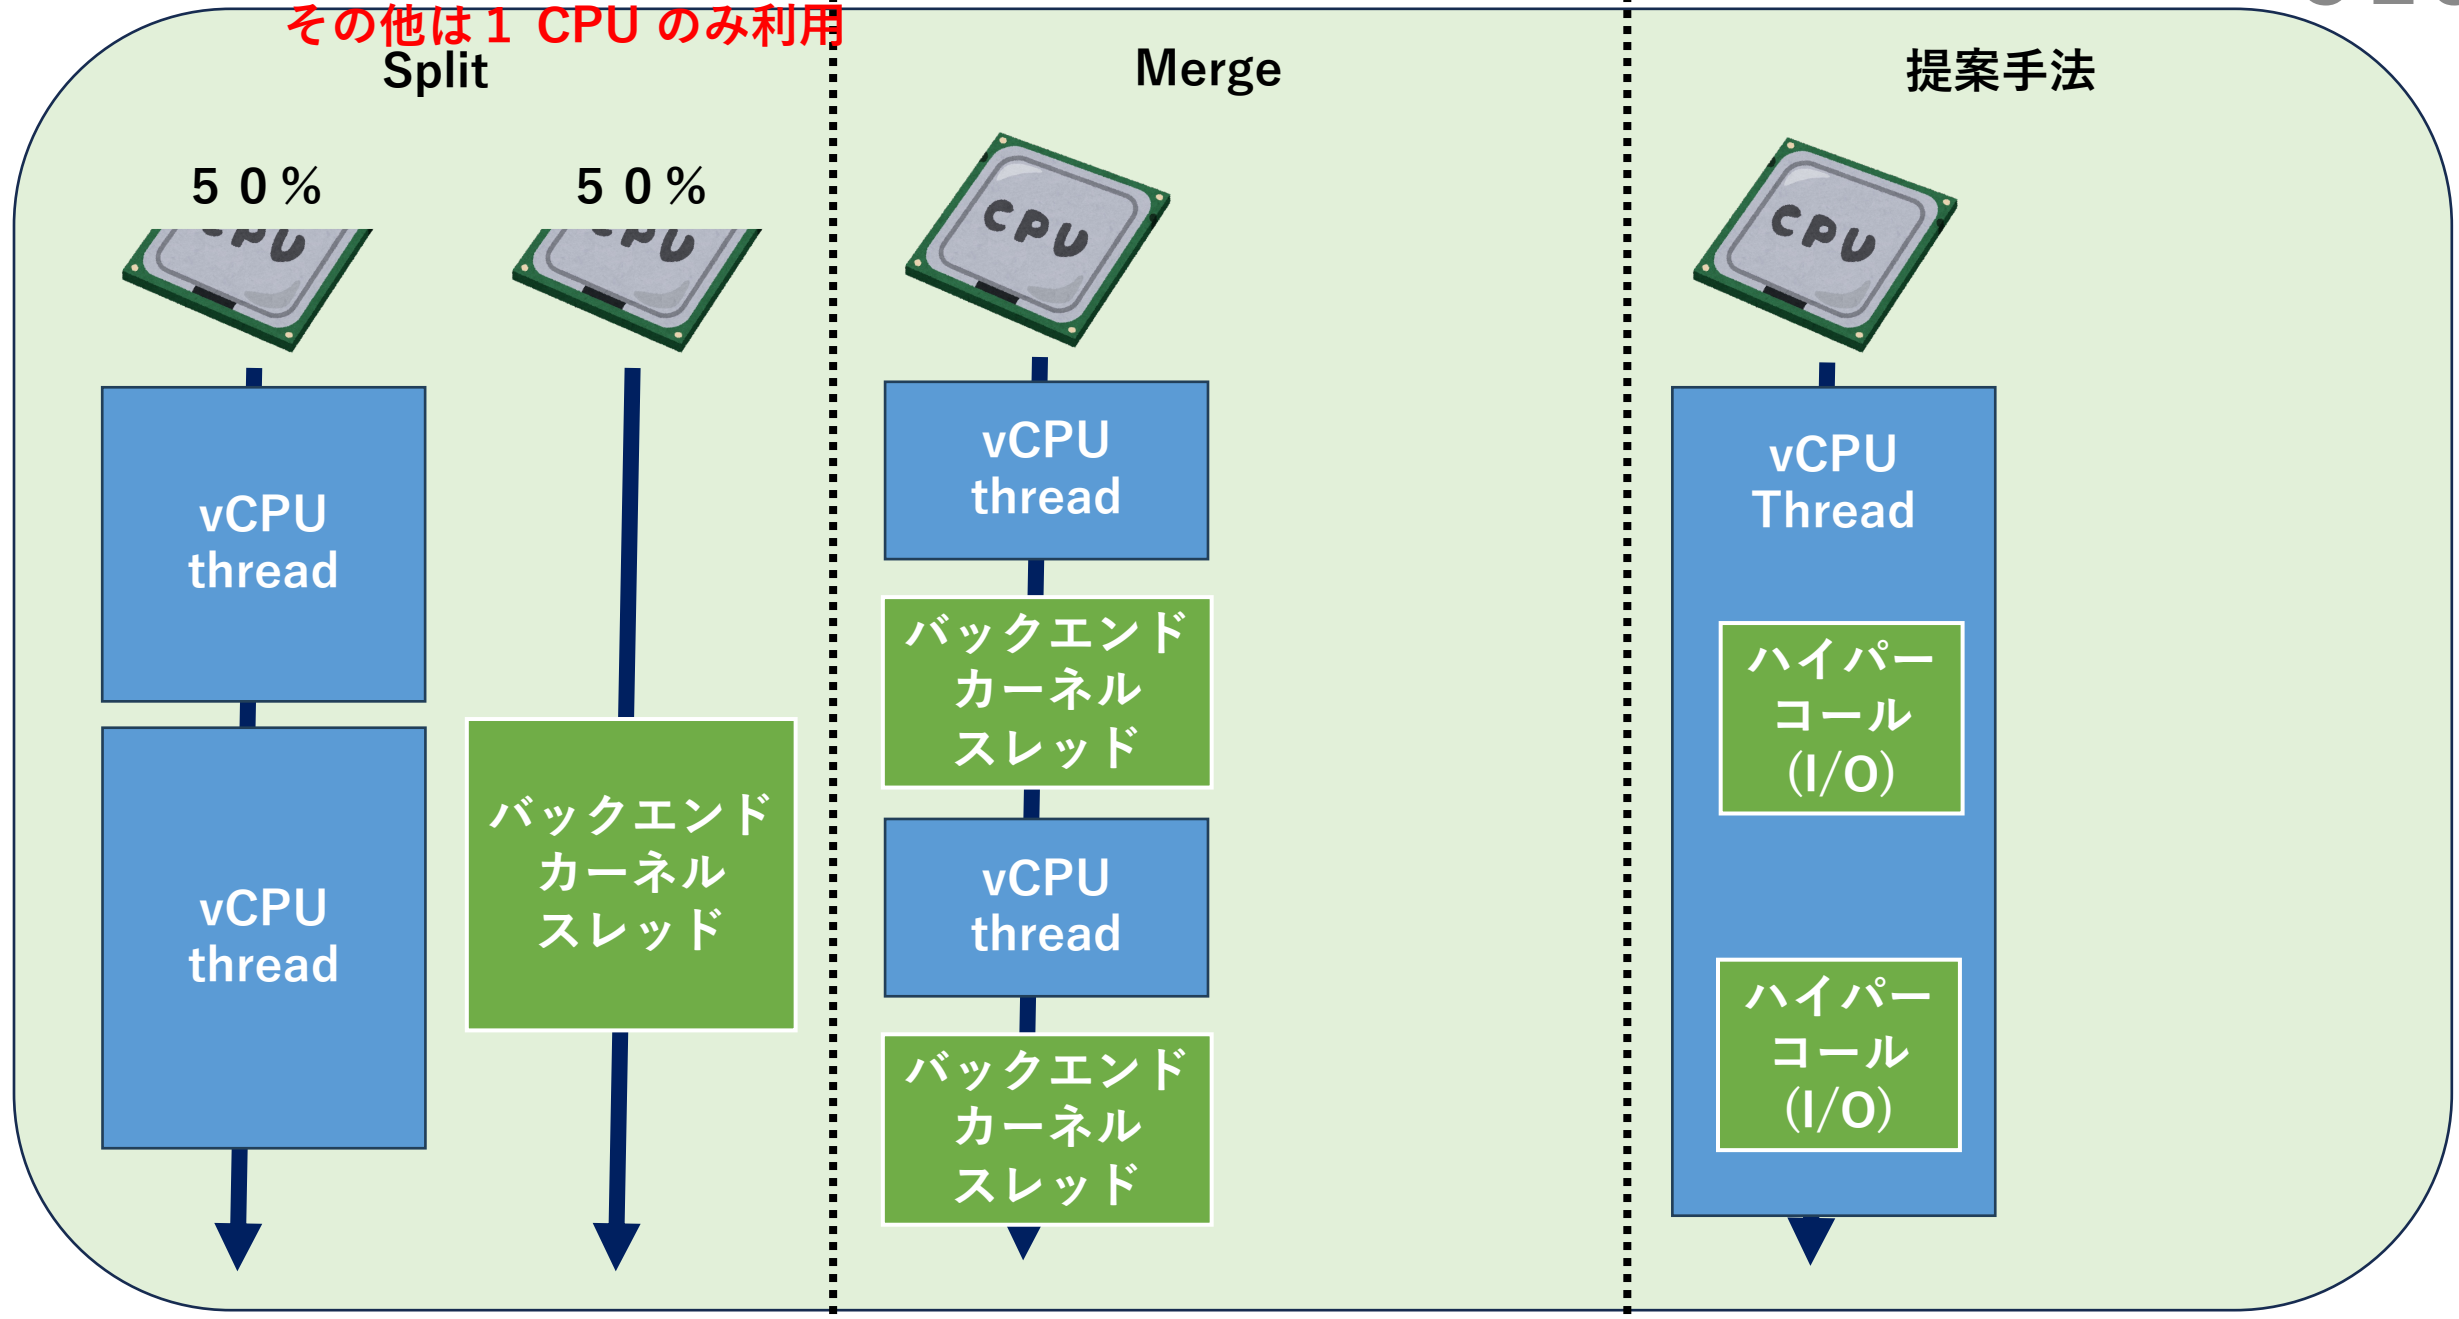 その他は１ CPU のみ利用
Split
５０%
５０%
CPU
CPU
vCPU
thread
vCPU
thread
バックエンド
カーネル
スレッド
Merge
CPU
vCPU
thread
バックエンド
カーネル
スレッド
vCPU
thread
バックエンド
カーネル
スレッド
提案手法
CPU
vCPU
Thread
ハイパー
コール
(I/O)
ハイパー
コール
(I/O)